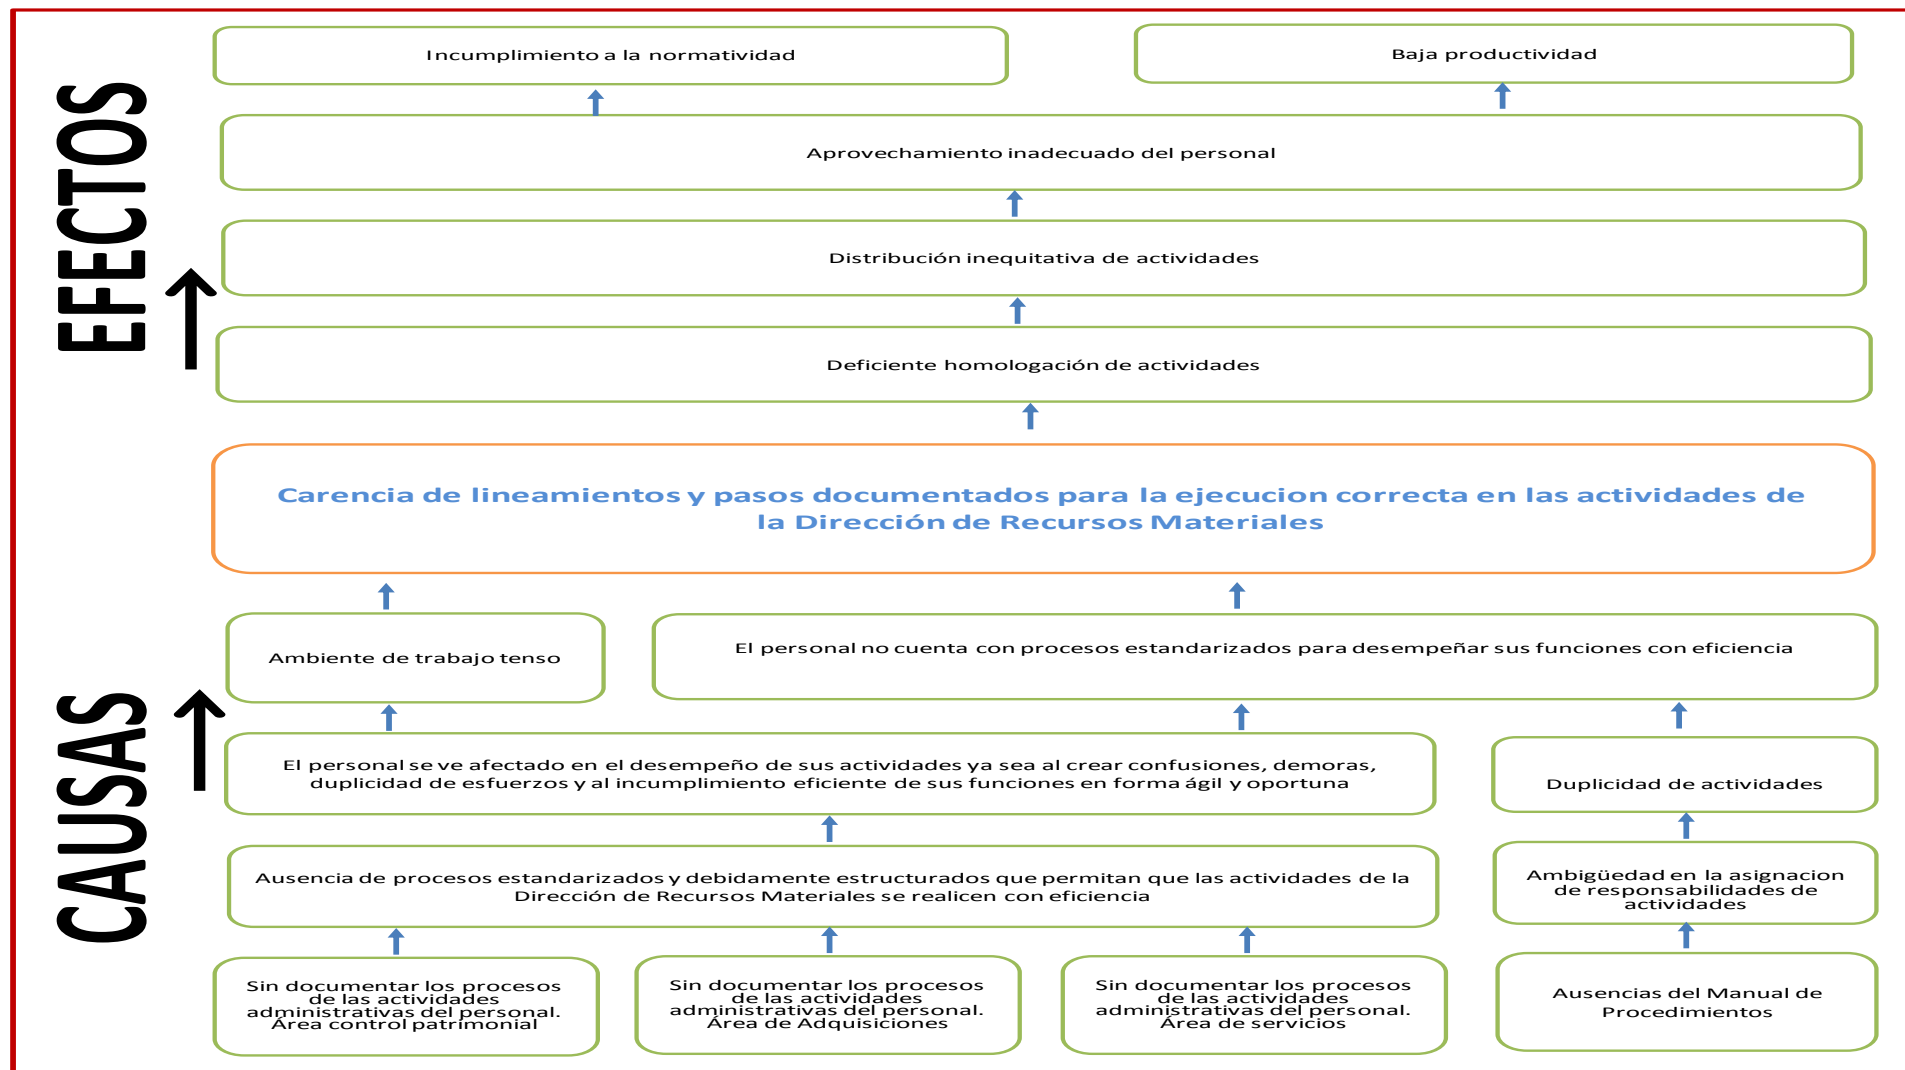 EFECTOS
Incumplimiento a la normatividad
Baja productividad
Aprovechamiento inadecuado del personal
Distribución inequitativa de actividades
Deficiente homologación de actividades
Carencia de lineamientos y pasos documentados para la ejecucion correcta en las actividades de
la Dirección de Recursos Materiales
CAUSAS
Ambiente de trabajo tenso
El personal no cuenta con procesos estandarizados para desempeñar sus funciones con eficiencia
El personal se ve afectado en el desempeño de sus actividades ya sea al crear confusiones, demoras,
duplicidad de esfuerzos y al incumplimiento eficiente de sus funciones en forma ágil y oportuna
Duplicidad de actividades
Ausencia de procesos estandarizados y debidamente estructurados que permitan que las actividades de la
Dirección de Recursos Materiales se realicen con eficiencia
Ambigüedad en la asignacion
de responsabilidades de
actividades
Sin documentar los procesos
de las actividades
administrativas del personal.
Área control patrimonial
Sin documentar los procesos
de las actividades
administrativas del personal.
Área de Adquisiciones
Sin documentar los procesos
de las actividades
administrativas del personal.
Área de servicios
Ausencias del Manual de
Procedimientos